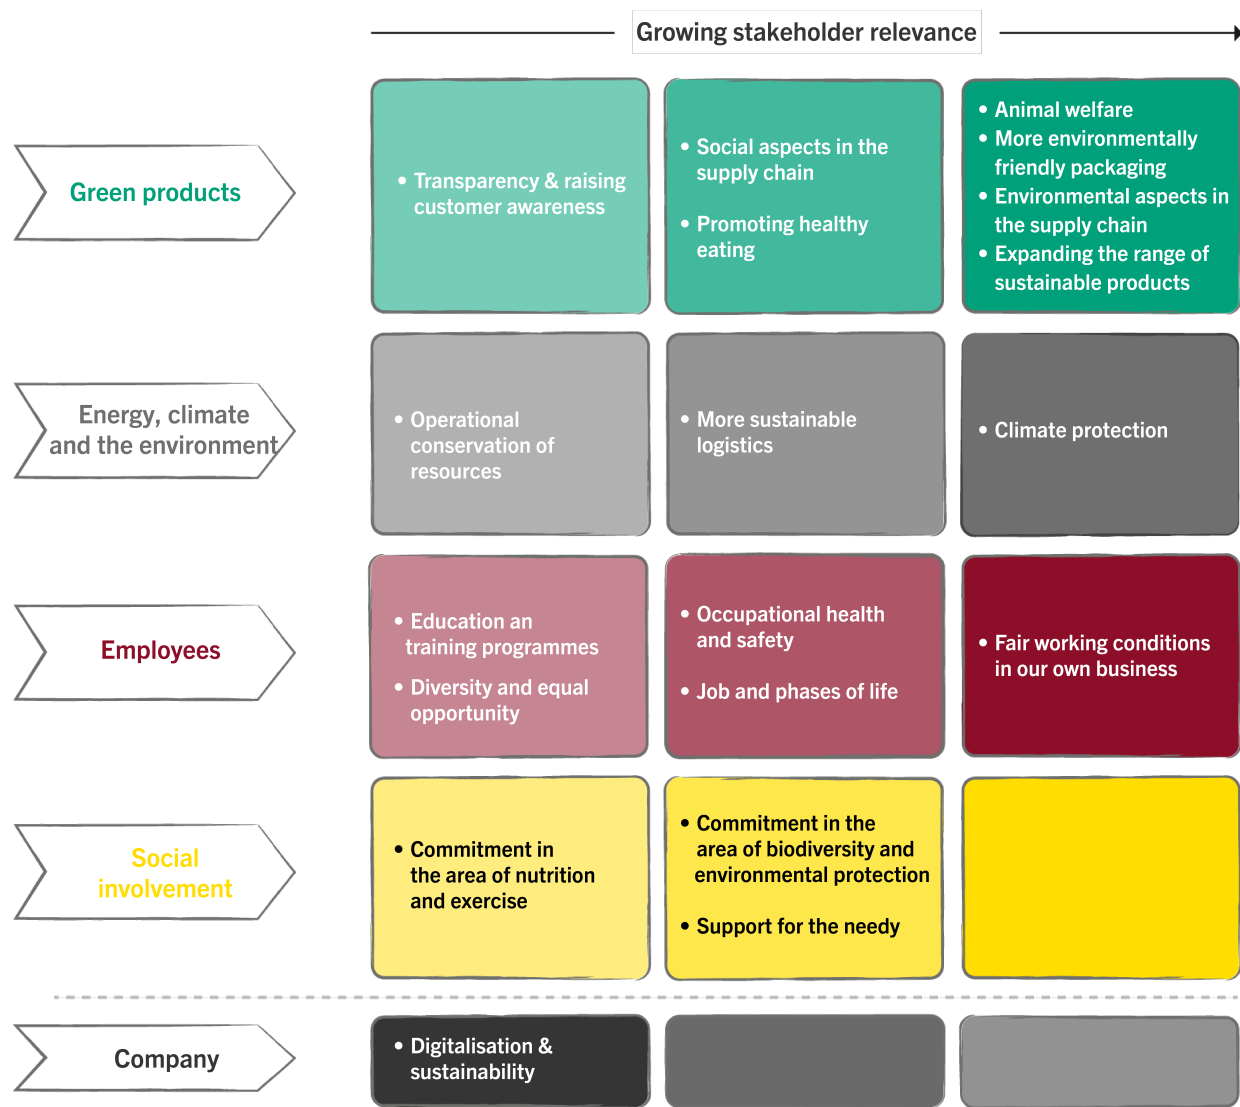 Growing stakeholder relevance
Green products
• Transparency & raising
customer awareness
• Social aspects in the
supply chain
• Promoting healthy
eating
• Animal welfare
• More environmentally
friendly packaging
• Environmental aspects in
the supply chain
• Expanding the range of
sustainable products
Energy, climate
and the environment
• Operational
conservation of
resources
• More sustainable
logistics
• Climate protection
Employees
• Education an
training programmes
• Diversity and equal
opportunity
• Occupational health
and safety
• Job and phases of life
• Fair working conditions
in our own business
Social
involvement
• Commitment in
the area of nutrition
and exercise
• Commitment in the
area of biodiversity and
environmental protection
• Support for the needy
Company
• Digitalisation &
sustainability